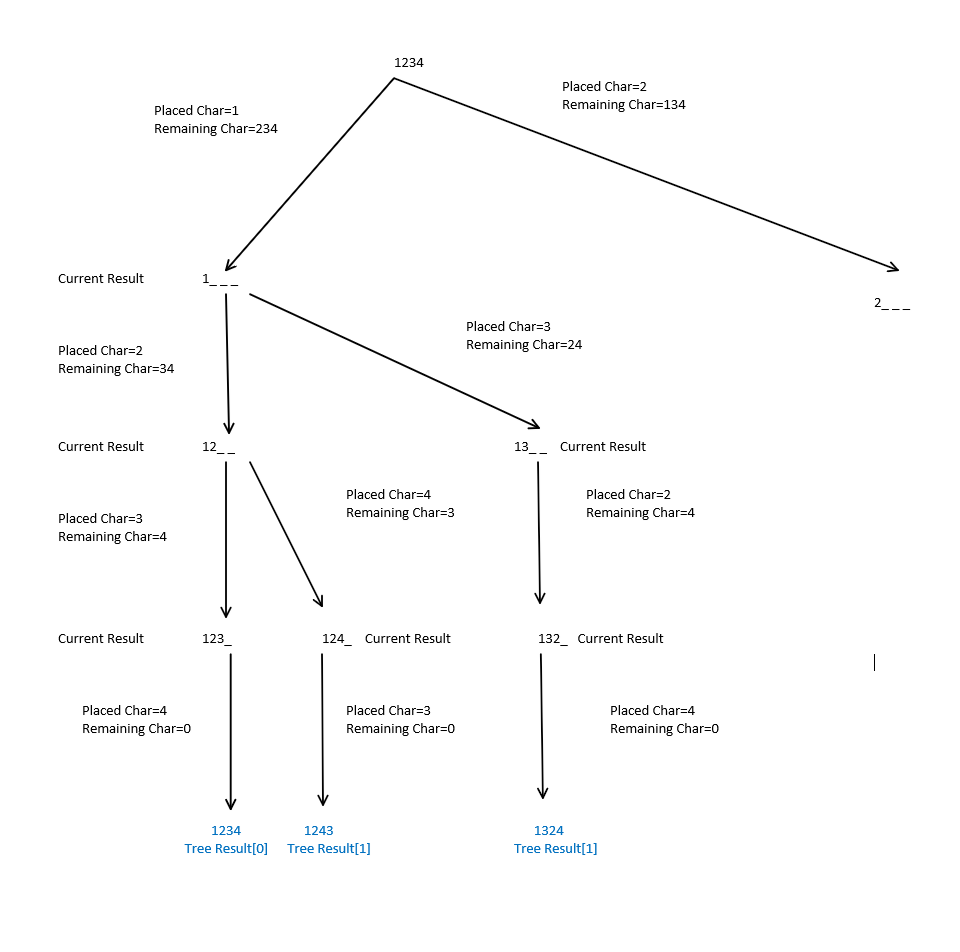 1234
Placed Char=1
Remaining Char=234
Placed Char=2
Remaining Char=134
Current Result 1_ _ _
2_ _ _
Placed Char=2
Remaining Char=34
Placed Char=3
Remaining Char=24
Current Result 12_ _
13_ _ Current Result
Placed Char=3
Remaining Char=4
Placed Char=4
Remaining Char=3
Placed Char=2
Remaining Char=4
Current Result 123_
124_ Current Result
132_ Current Result
Placed Char=4
Remaining Char=0
Placed Char=3
Remaining Char=0
Placed Char=4
Remaining Char=0
1234
Tree Result[0]
1243
Tree Result[1]
1324
Tree Result[1]